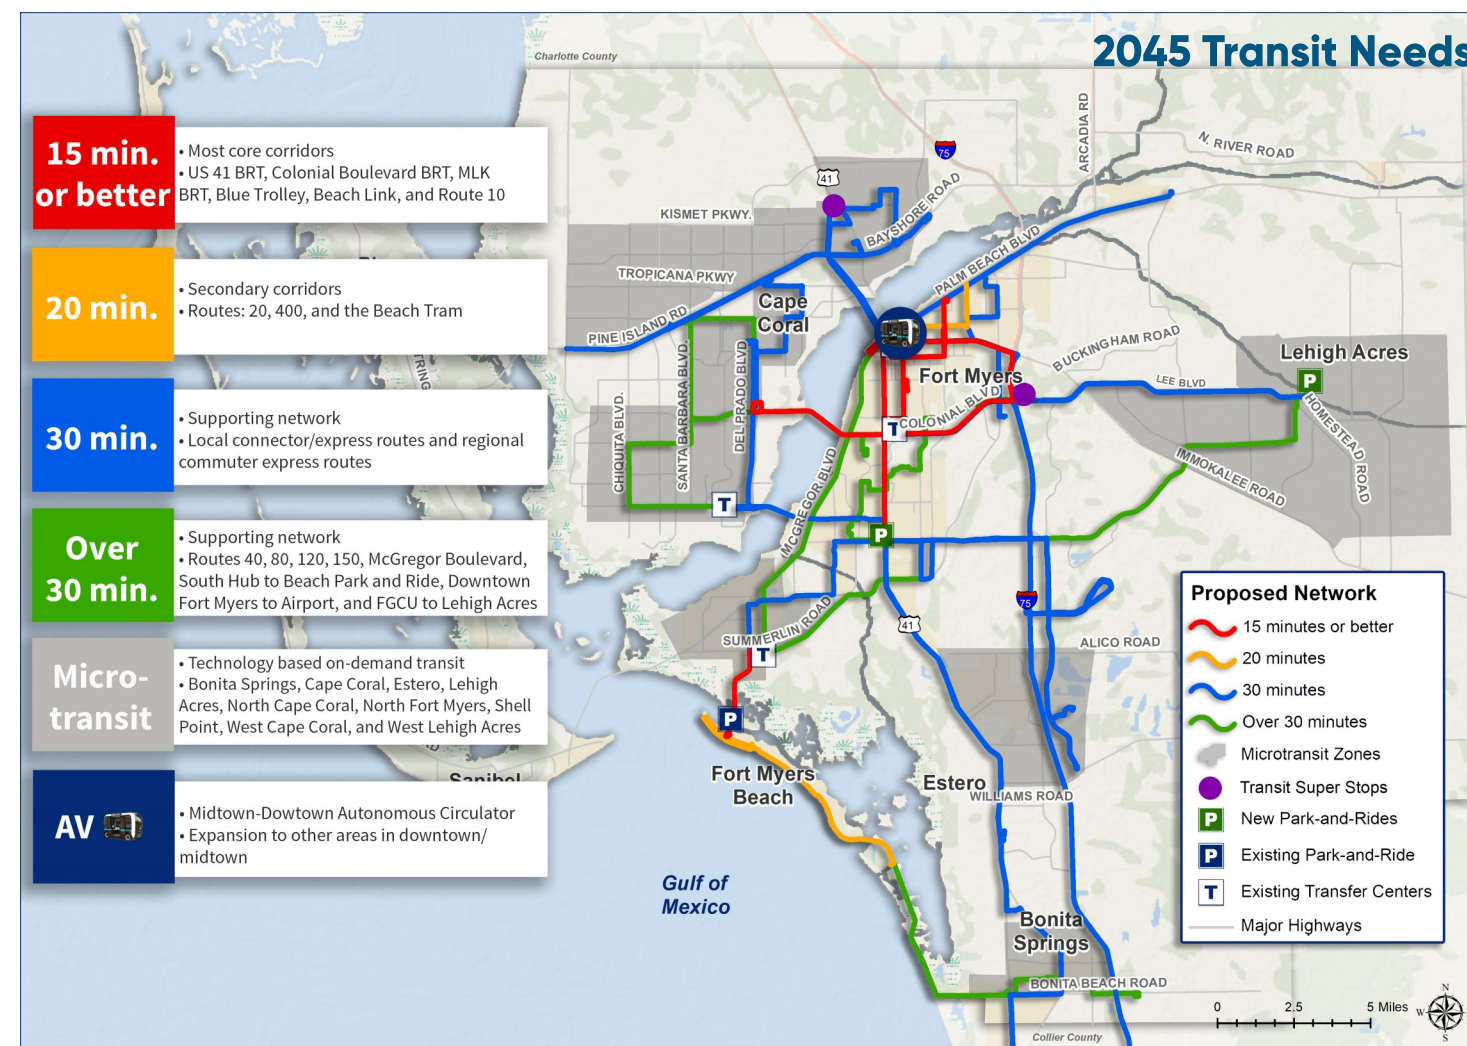 2045 Transit Needs
Charlotte County
15 min.
or better
• Most core corridors
• US 41 BRT, Colonial Boulevard BRT, MLK
BRT, Blue Trolley, Beach Link, and Route 10
20 min.
• Secondary corridors
• Routes: 20, 400, and the Beach Tram
30 min.
• Supporting network
• Local connector/express routes and regional
commuter express routes
Over
30 min.
• Supporting network
• Routes 40, 80, 120, 150, McGregor Boulevard,
South Hub to Beach Park and Ride, Downtown
Fort Myers to Airport, and FGCU to Lehigh Acres
Micro-
transit
• Technology based on-demand transit
• Bonita Springs, Cape Coral, Estero, Lehigh
Acres, North Cape Coral, North Fort Myers, Shell
Point, West Cape Coral, and West Lehigh Acres
AV
• Midtown-Dowtown Autonomous Circulator
• Expansion to other areas in downtown/
midtown
Sanibel
ARCADIA RD
N. RIVER ROAD
75
41
KISMET PKWY.
BAYSHORE ROAD
TROPICANA PKWY
PALM BEACH BLVD
Cape
Coral
PINE ISLAND RD
BUCKINGHAM ROAD
Lehigh Acres
P
Fort Myers
LEE BLVD
CHIQUITA BLVD.
SANTA BARBARA BLVD.
DEL PRADO BLVD
COLONIAL BLVD
T
HOMESTEAD ROAD
IMMOKALEE ROAD
MCGREGOR BLVD
T
P
75
SUMMERLIN ROAD
41
ALICO ROAD
T
P
Fort Myers
Beach
Estero
WILLIAMS ROAD
Gulf of
Mexico
Bonita
Springs
BONITA BEACH ROAD
Collier County
Proposed Network
15 minutes or better
20 minutes
30 minutes
Over 30 minutes
Microtransit Zones
Transit Super Stops
P New Park-and-Rides
P Existing Park-and-Ride
T Existing Transfer Centers
Major Highways
0 2.5 5 Miles
N
W
S